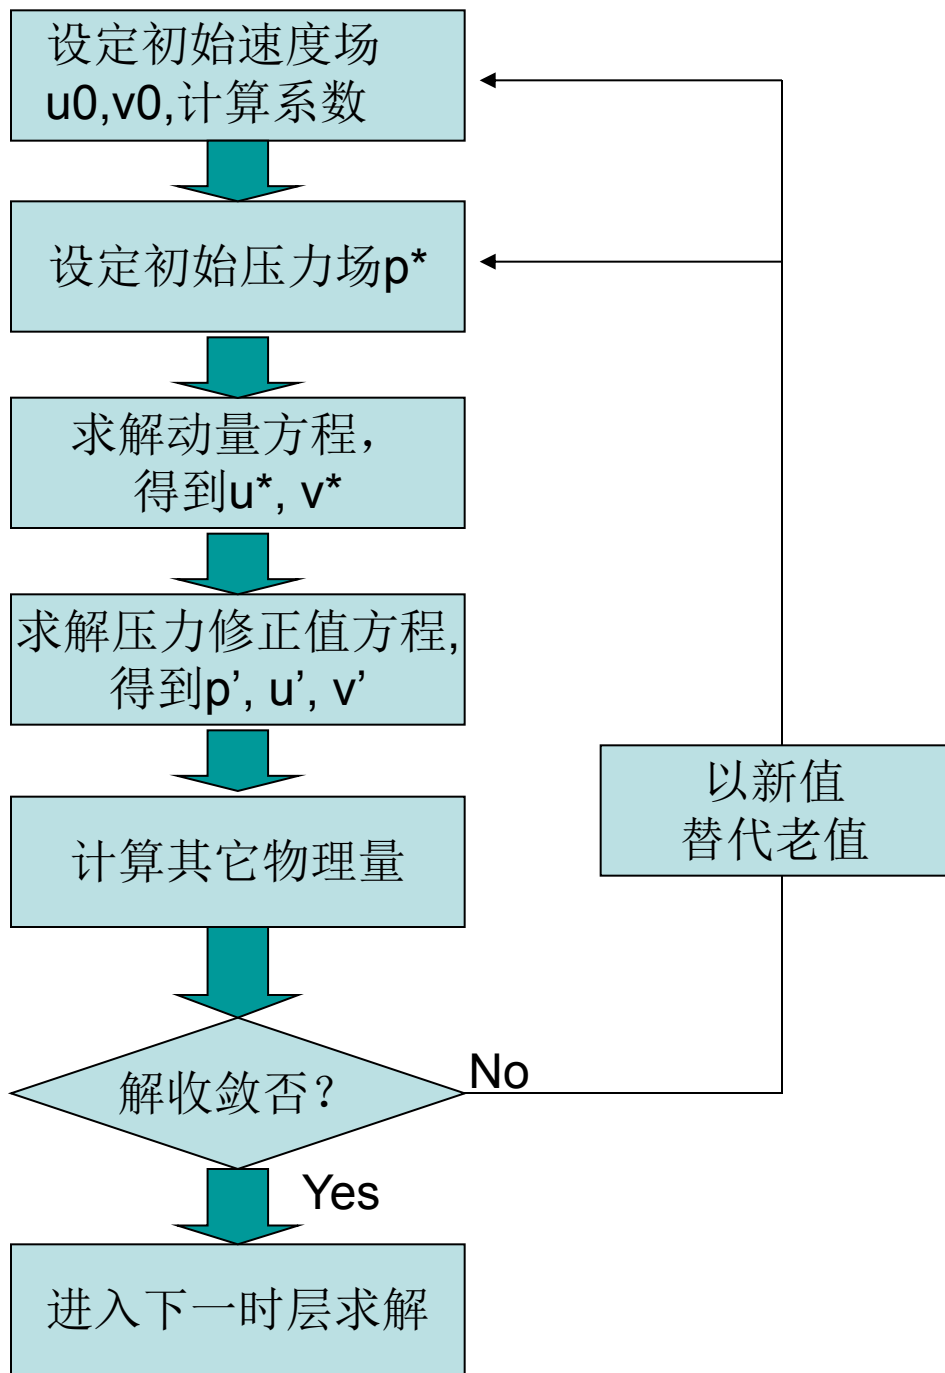 设定初始速度场
u0,v0,计算系数
设定初始压力场p*
求解动量方程，
得到u*, v*
求解压力修正值方程,
得到p’, u’, v’
计算其它物理量
以新值
替代老值
解收敛否？
No
Yes
进入下一时层求解